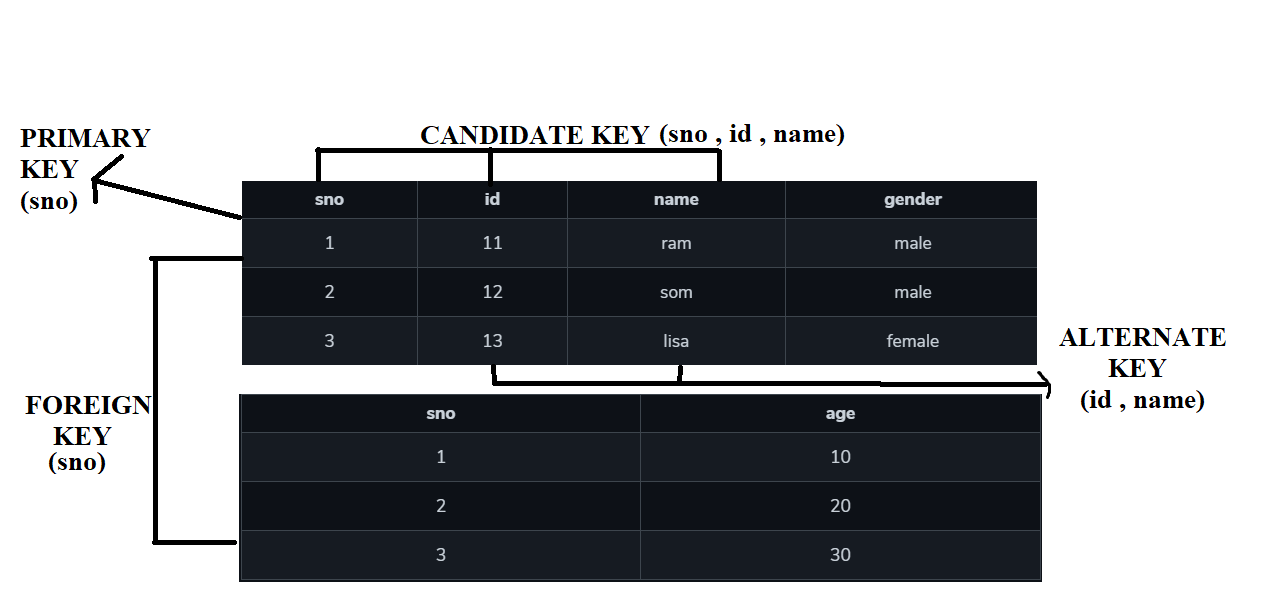 CANDIDATE KEY (sno , id , name)
PRIMARY
KEY
(sno)
sno id name gender
1 11 ram male
2 12 som male
3 13 lisa female
ALTERNATE
KEY
(id , name)
FOREIGN
KEY
(sno)
sno age
1 10
2 20
3 30